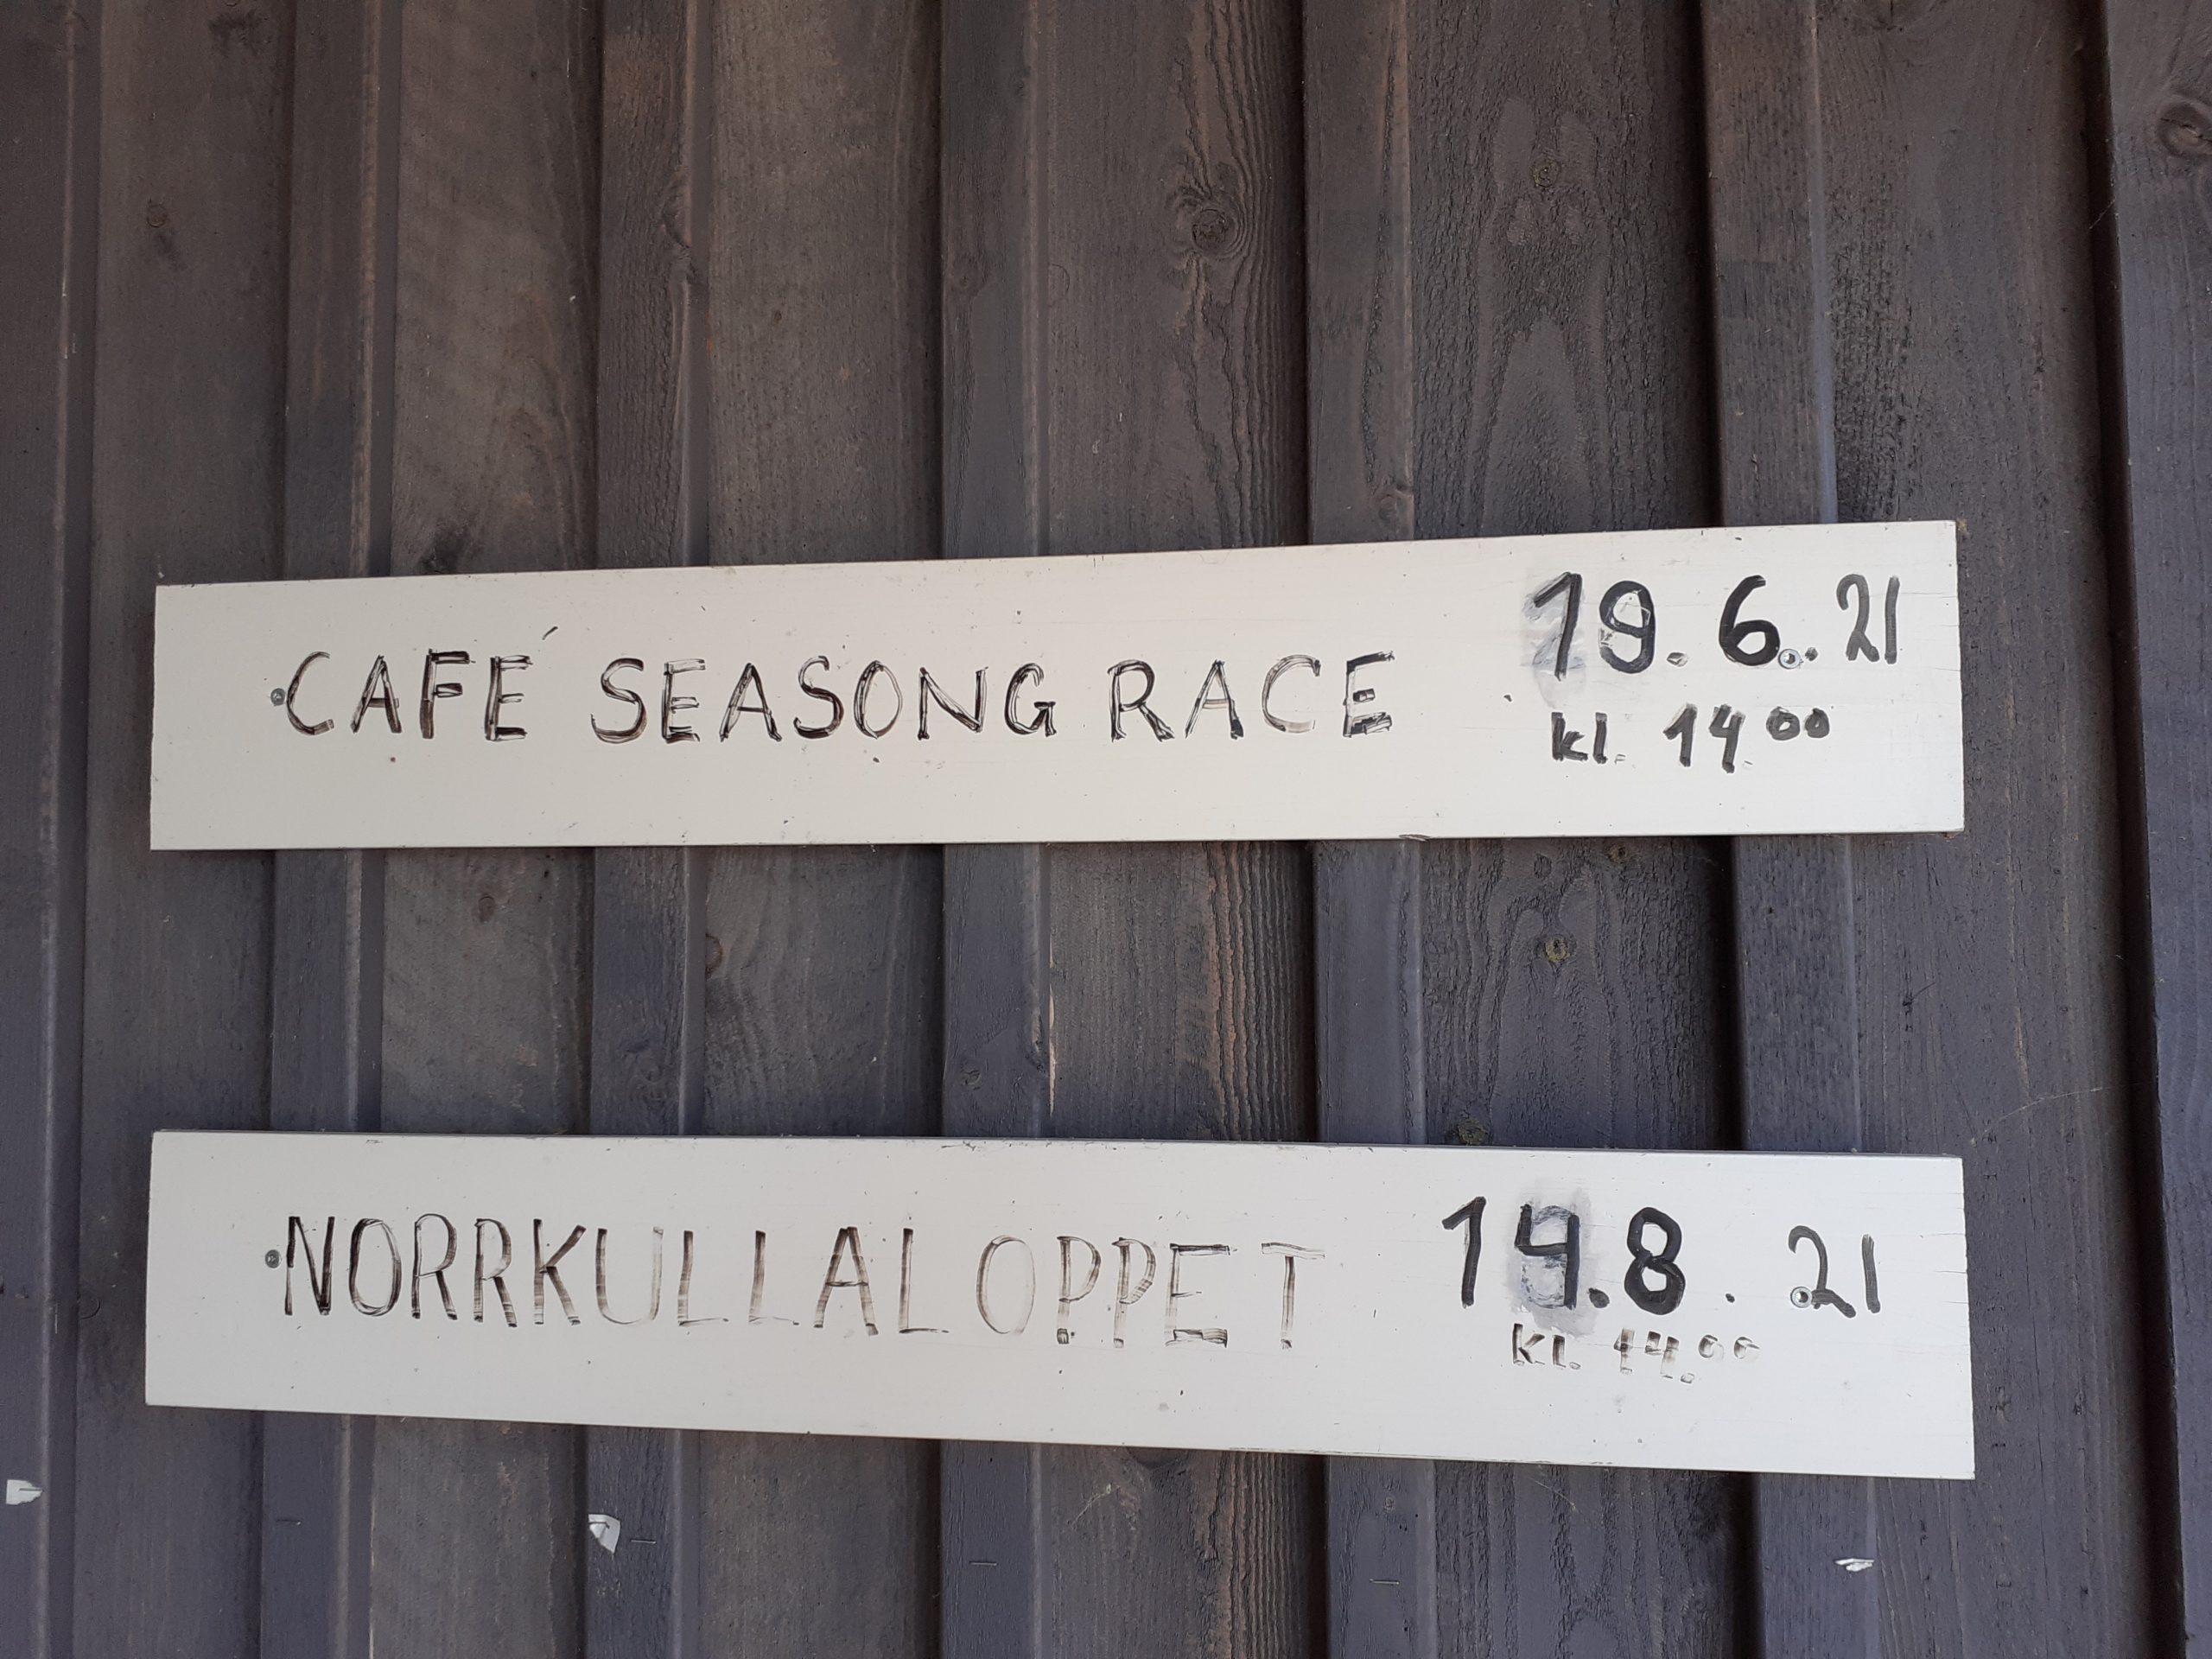 CAFÉ SEASONG RACE 19.6.21
kl. 14.00
NORRKULLALOPPET 14.8.21
kl. 14.00